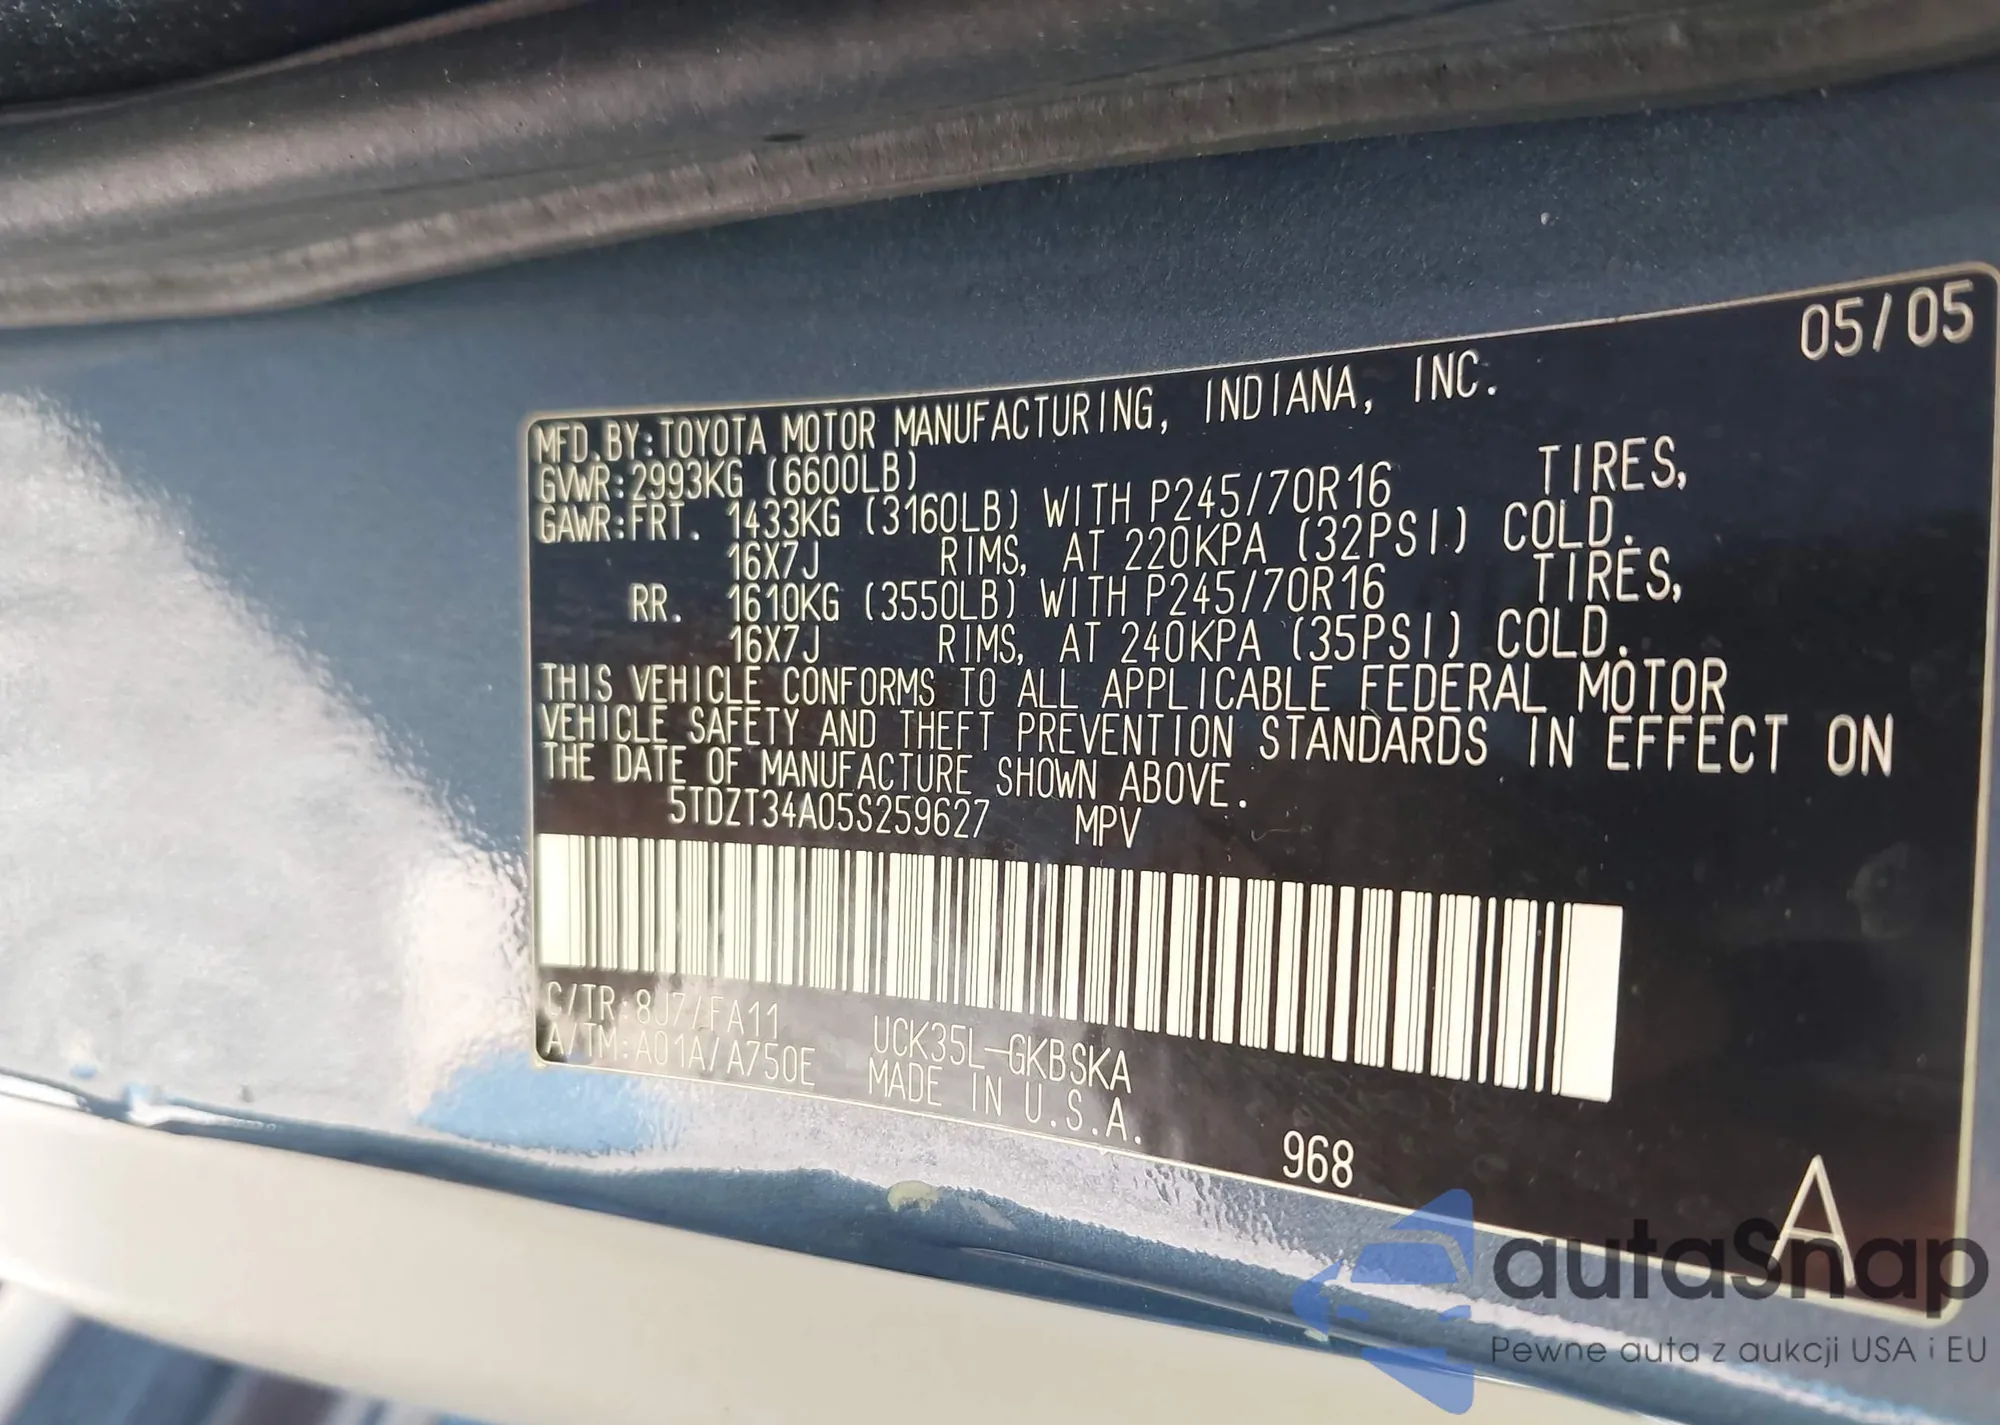 05/05
MFD.BY:TOYOTA MOTOR MANUFACTURING, INDIANA, INC.
GVWR:2993KG (6600LB)
GAWR:FRT. 1433KG (3160LB) WITH P245/70R16 TIRES,
16X7J RIMS, AT 220KPA (32PSI) COLD.
RR. 1610KG (3550LB) WITH P245/70R16 TIRES,
16X7J RIMS, AT 240KPA (35PSI) COLD.
THIS VEHICLE CONFORMS TO ALL APPLICABLE FEDERAL MOTOR
VEHICLE SAFETY AND THEFT PREVENTION STANDARDS IN EFFECT ON
THE DATE OF MANUFACTURE SHOWN ABOVE.
5TDZT34A05S259627 MPV
C/TR:8J7/FA11 UCK35L-GKBSKA
A/TM:A01A/A750E MADE IN U.S.A.
968
A
autaSnap
Pewne auta z aukcji USA i EU